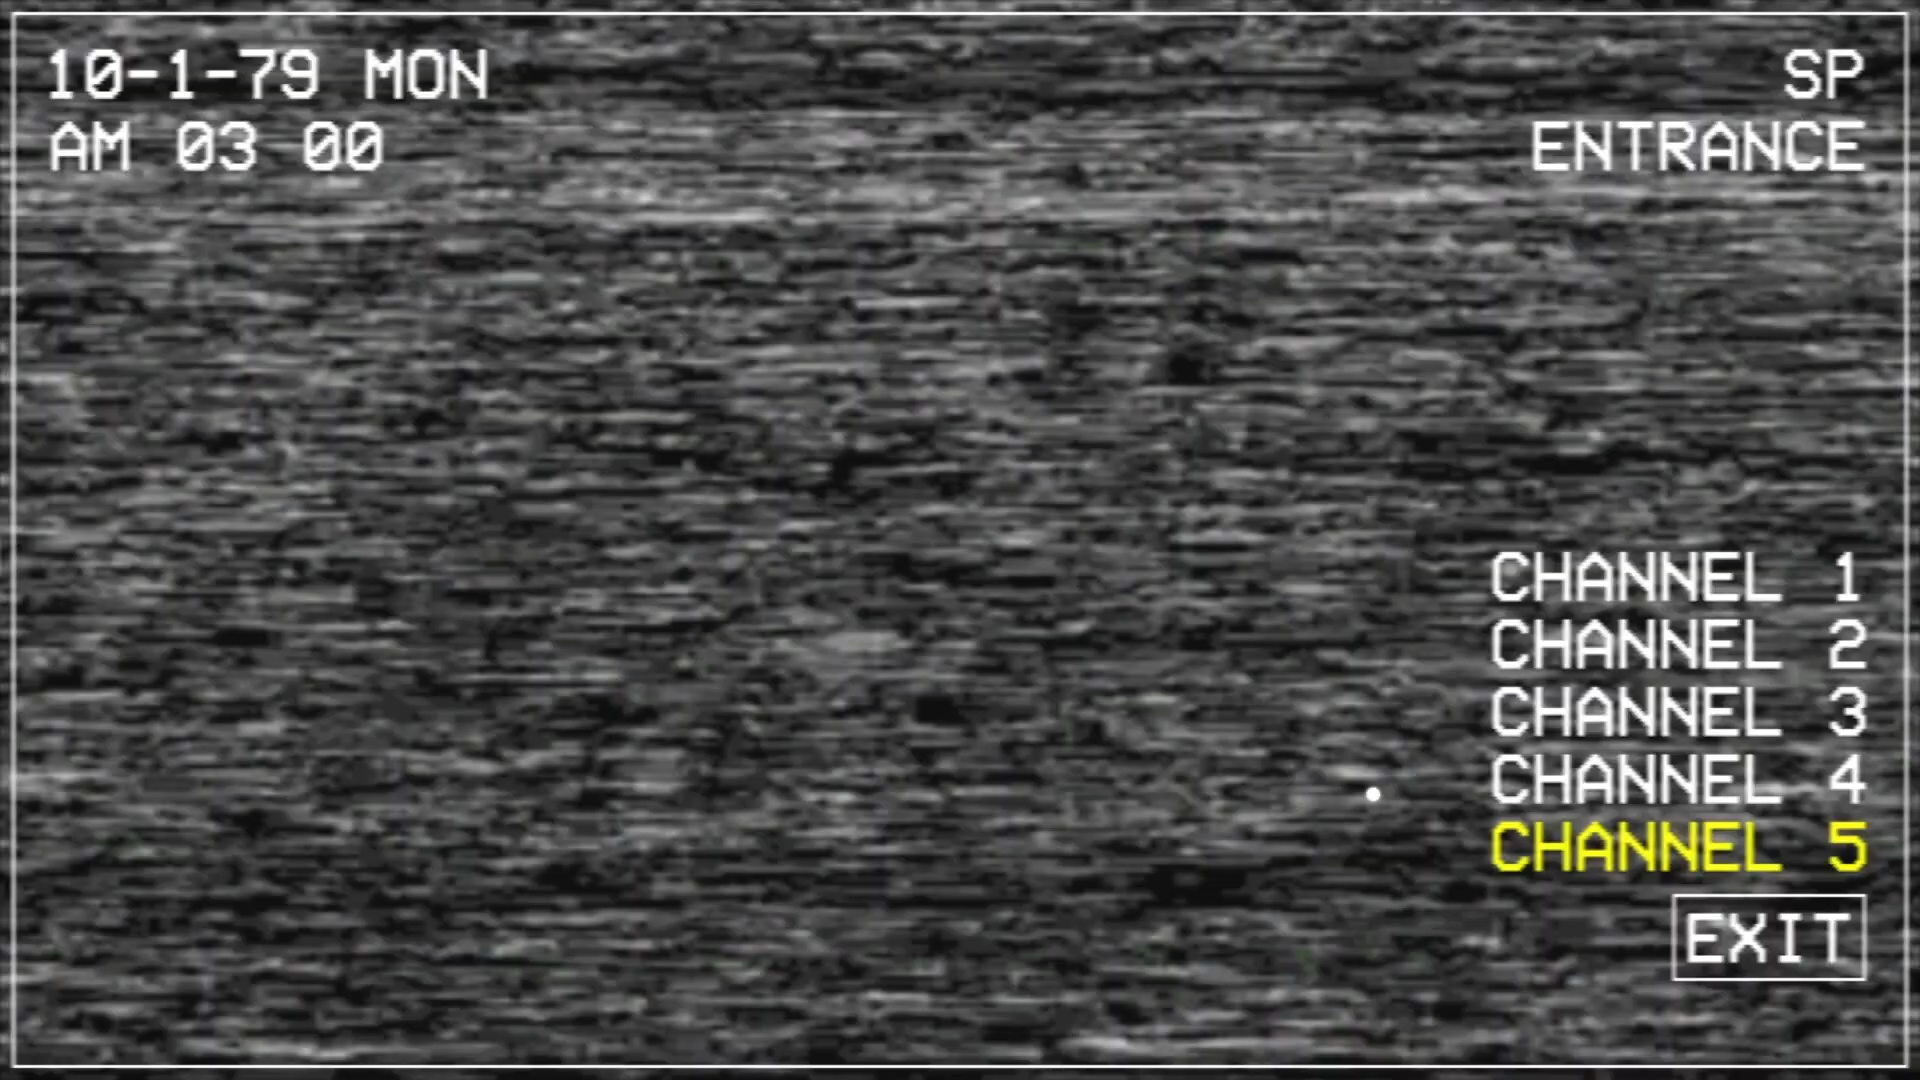 10-1-79 MON
AM 03 00
SP
ENTRANCE
CHANNEL 1
CHANNEL 2
CHANNEL 3
CHANNEL 4
CHANNEL 5
EXIT